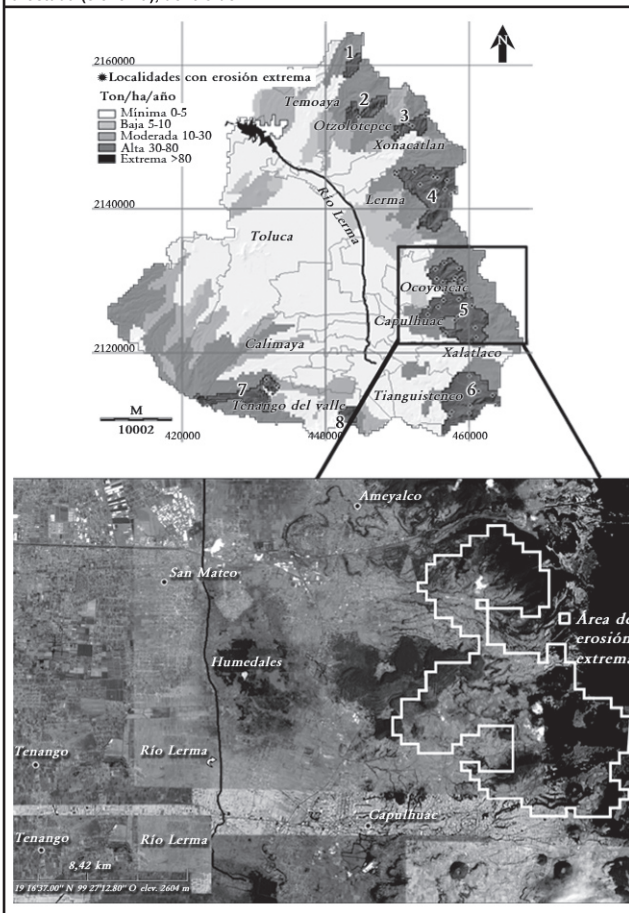 2160000
1
N
✸Localidades con erosión extrema
Ton/ha/año
Mínima 0-5
Baja 5-10
Moderada 10-30
Alta 30-80
Extrema >80
Temoaya
2
Otzolotepec
3
Xonacatlan
4
Lerma
2140000
Río Lerma
Toluca
Ocoyoacac
5
Capulhuac
2120000
Calimaya
Xalatlaco
7
Tenango del valle
Tianguistenco
6
8
M
10002
420000
440000
460000
Ameyalco
San Mateo
Área de
erosión
extrema
Humedales
Tenango
Río Lerma
Capulhuac
Tenango
Río Lerma
8,42 km
19 16'37.00" N 99 27'12.80" O elev. 2604 m